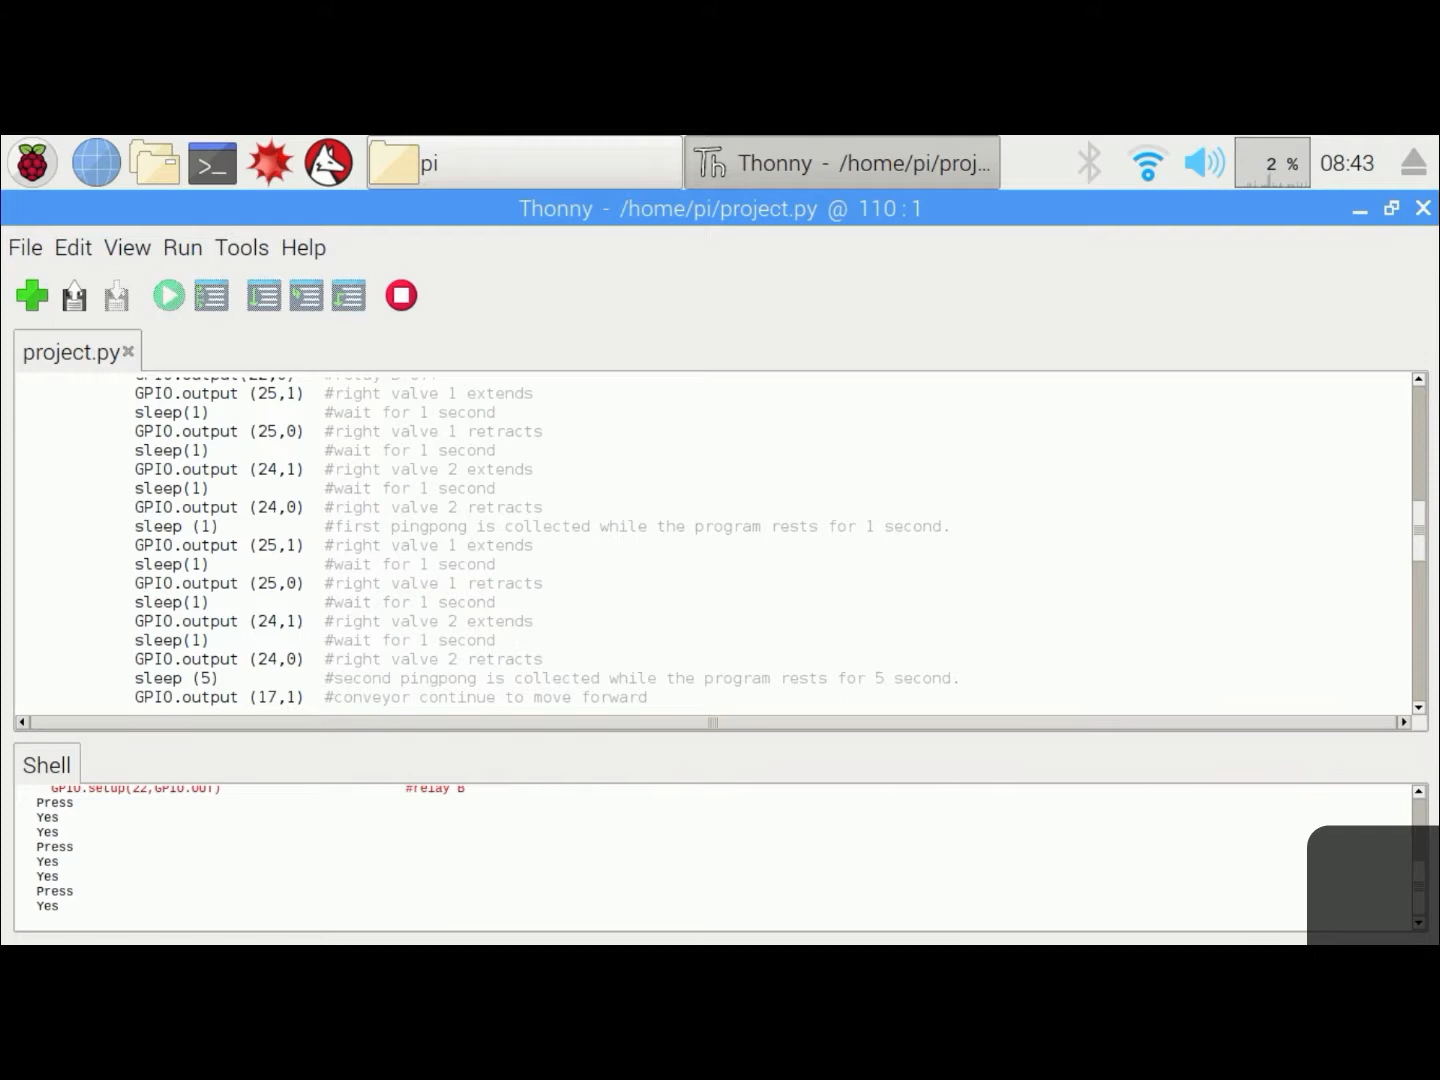 pi
Thonny - /home/pi/proj...
2 %
08:43
Thonny - /home/pi/project.py @ 110 : 1
File Edit View Run Tools Help
project.py
GPIO.output (25,1) #right valve 1 extends
sleep(1) #wait for 1 second
GPIO.output (25,0) #right valve 1 retracts
sleep(1) #wait for 1 second
GPIO.output (24,1) #right valve 2 extends
sleep(1) #wait for 1 second
GPIO.output (24,0) #right valve 2 retracts
sleep (1) #first pingpong is collected while the program rests for 1 second.
GPIO.output (25,1) #right valve 1 extends
sleep(1) #wait for 1 second
GPIO.output (25,0) #right valve 1 retracts
sleep(1) #wait for 1 second
GPIO.output (24,1) #right valve 2 extends
sleep(1) #wait for 1 second
GPIO.output (24,0) #right valve 2 retracts
sleep (5) #second pingpong is collected while the program rests for 5 second.
GPIO.output (17,1) #conveyor continue to move forward
Shell
GPIO.setup(22,GPIO.OUT) #relay B
Press
Yes
Yes
Press
Yes
Yes
Press
Yes